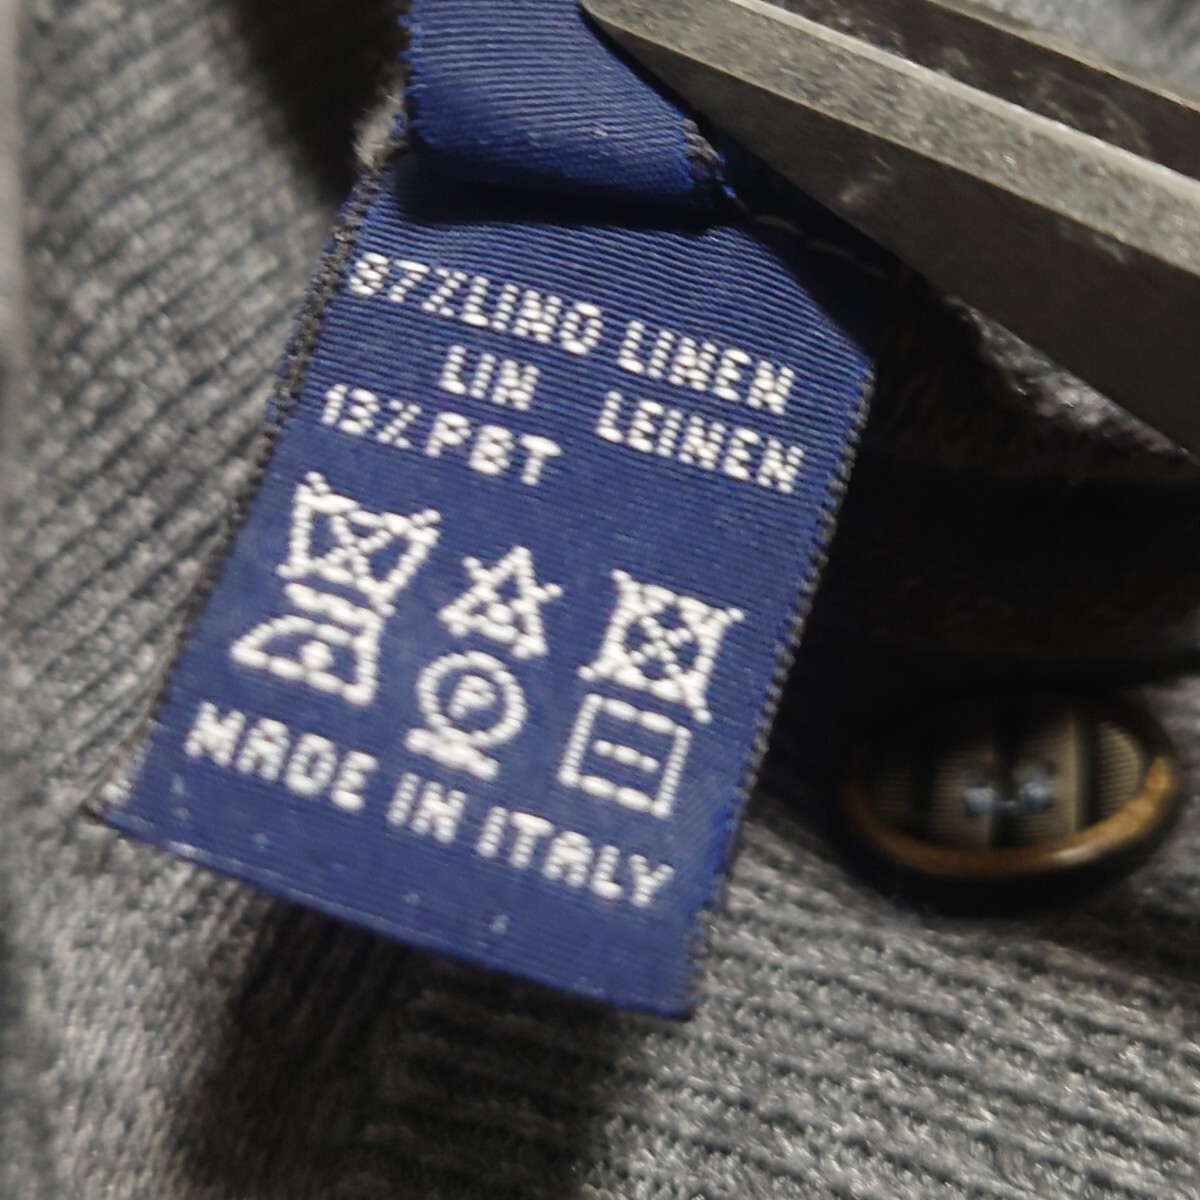 87%LINO LINEN
LIN LEINEN
13%PBT
P
MADE IN ITALY